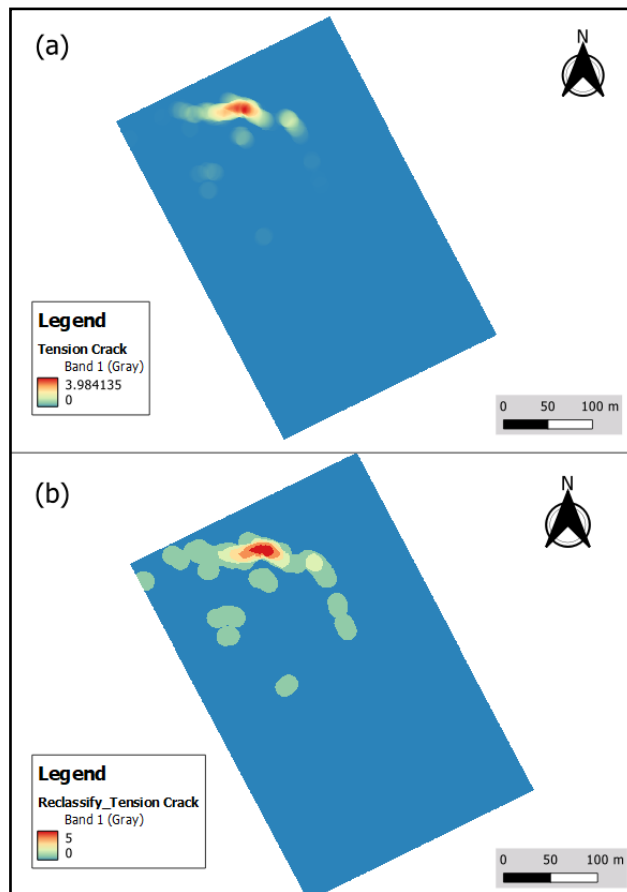 (a)
N
Legend
Tension Crack
Band 1 (Gray)
3.984135
0
0 50 100 m
(b)
N
Legend
Reclassify_Tension Crack
Band 1 (Gray)
5
0
0 50 100 m